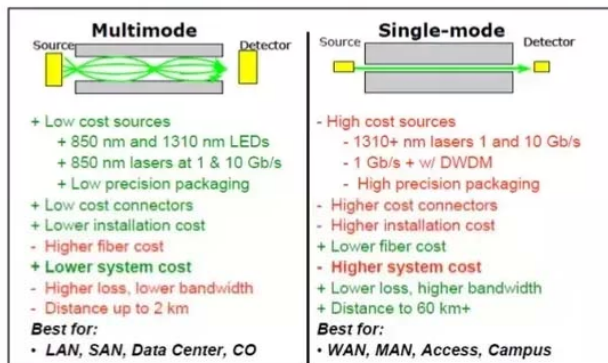 Multimode
Source
Detector
+ Low cost sources
+ 850 nm and 1310 nm LEDs
+ 850 nm lasers at 1 & 10 Gb/s
+ Low precision packaging
+ Low cost connectors
+ Lower installation cost
- Higher fiber cost
+ Lower system cost
- Higher loss, lower bandwidth
- Distance up to 2 km
Best for:
• LAN, SAN, Data Center, CO
Single-mode
Source
Detector
- High cost sources
- 1310+ nm lasers 1 and 10 Gb/s
- 1 Gb/s + w/ DWDM
- High precision packaging
- Higher cost connectors
- Higher installation cost
+ Lower fiber cost
- Higher system cost
+ Lower loss, higher bandwidth
+ Distance to 60 km+
Best for:
• WAN, MAN, Access, Campus